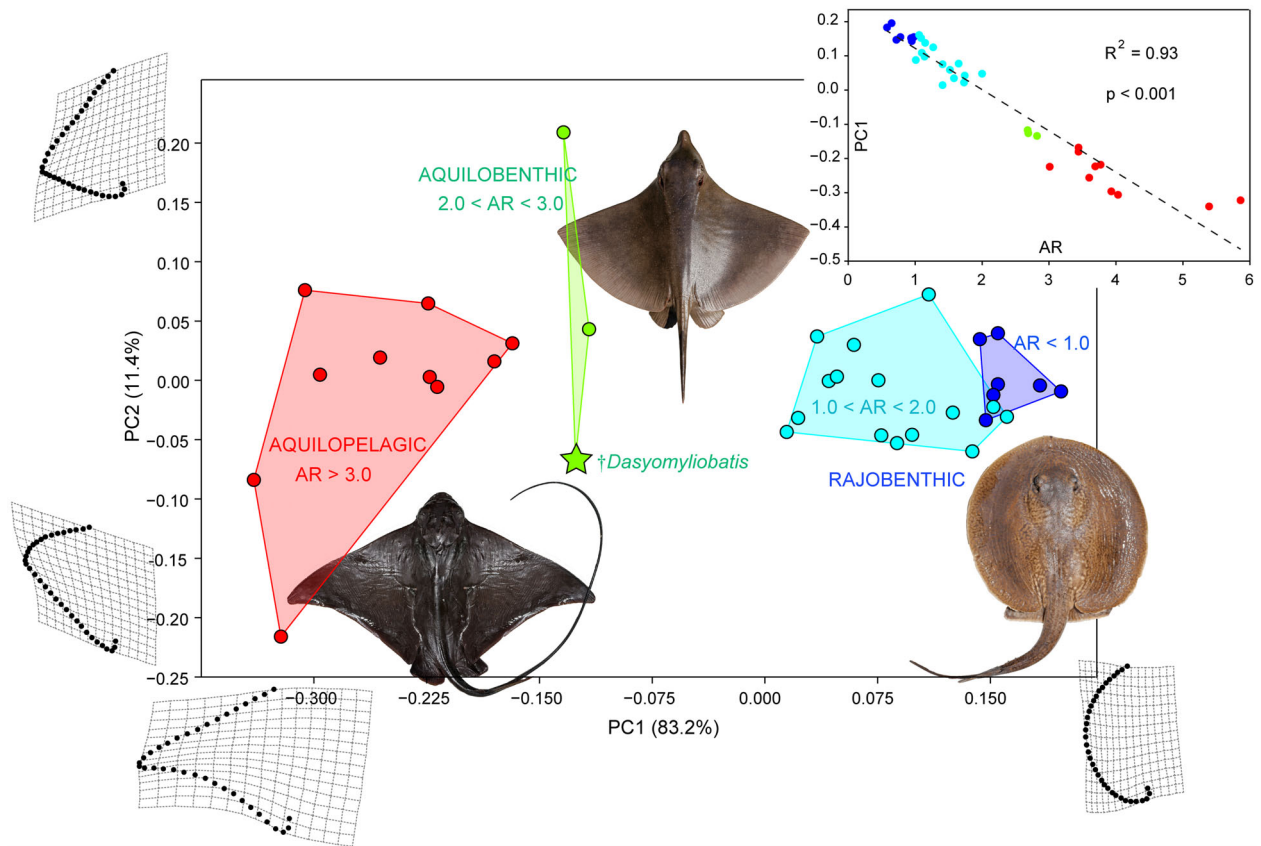 0.2
0.1
0.0
−0.1
−0.2
−0.3
−0.4
−0.5
PC1
R² = 0.93
p < 0.001
AR
0 1 2 3 4 5 6
0.20
0.15
0.10
0.05
0.00
−0.05
−0.10
−0.15
−0.20
−0.25
PC2 (11.4%)
AQUILOBENTHIC
2.0 < AR < 3.0
AR < 1.0
1.0 < AR < 2.0
AQUILOPELAGIC
AR > 3.0
†Dasyomyliobatis
RAJOBENTHIC
−0.300 −0.225 −0.150 −0.075 0.000 0.075 0.150
PC1 (83.2%)